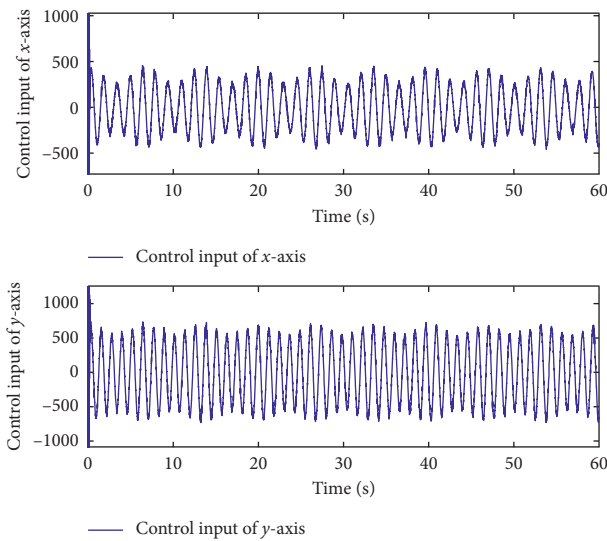 1000
500
0
−500
Control input of x-axis
0 10 20 30 40 50 60
Time (s)
Control input of x-axis
1000
500
0
−500
−1000
Control input of y-axis
0 10 20 30 40 50 60
Time (s)
Control input of y-axis